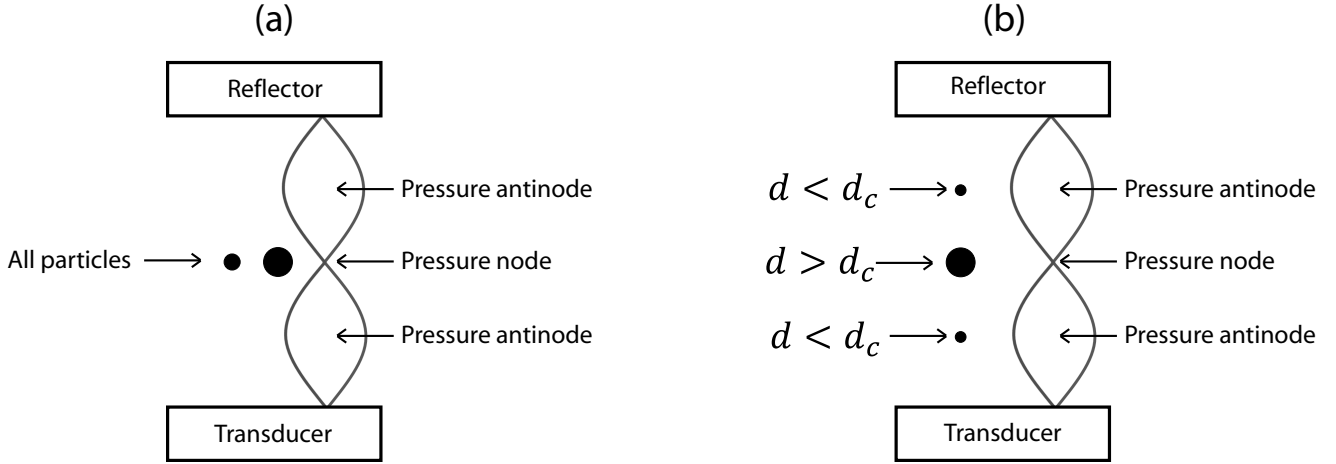 (a)
Reflector
Pressure antinode
All particles
Pressure node
Pressure antinode
Transducer
(b)
Reflector
d < d_c
Pressure antinode
d > d_c
Pressure node
d < d_c
Pressure antinode
Transducer